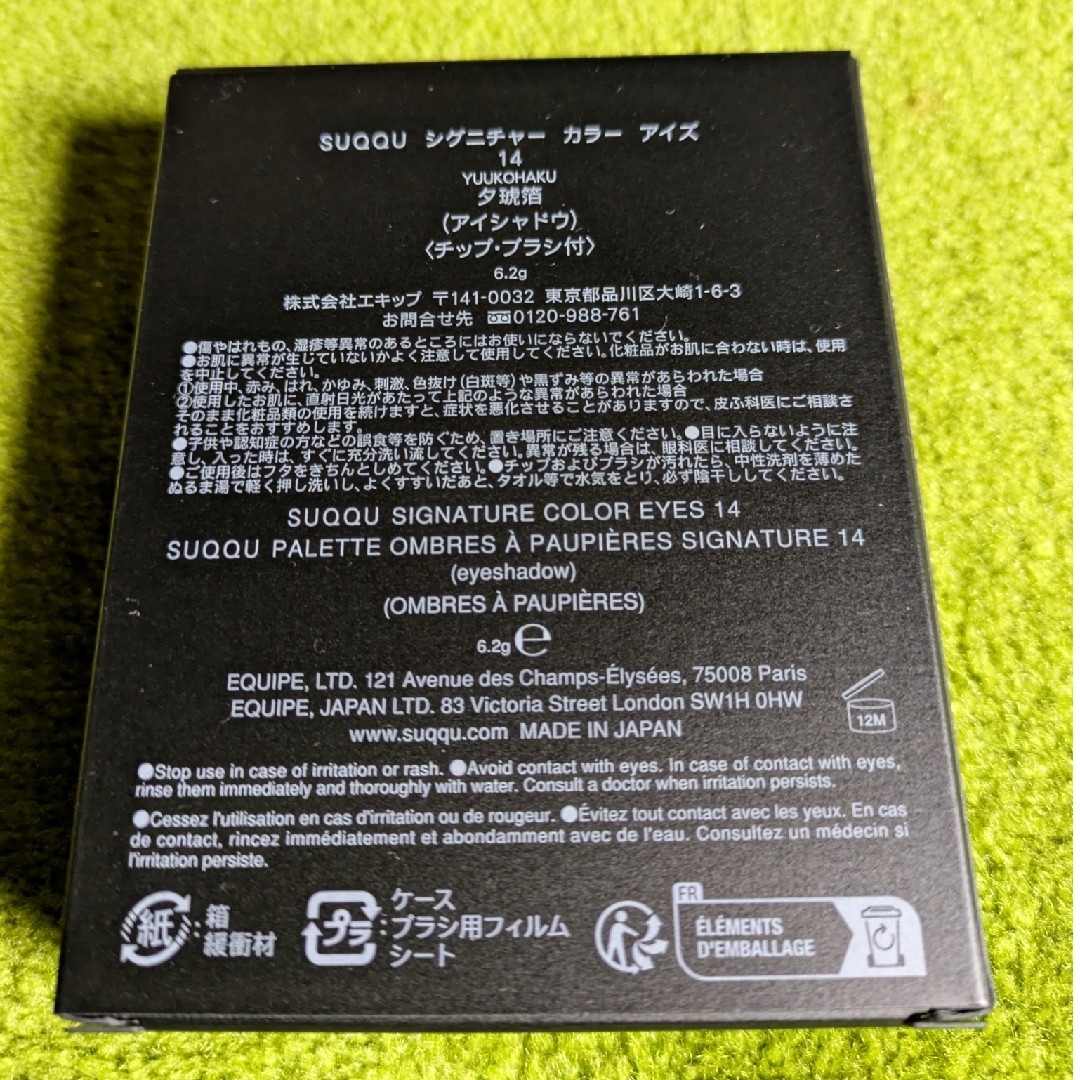 SUQQU シグニチャー カラー アイズ
14
YUUKOHAKU
夕琥箔
(アイシャドウ)
〈チップ・ブラシ付〉
6.2g
株式会社エキップ 〒141-0032 東京都品川区大崎1-6-3
お問合せ先 0120-988-761
●傷やはれもの、湿疹等異常のあるところにはお使いにならないでください。
●お肌に異常が生じていないかよく注意して使用してください。化粧品がお肌に合わない時は、使用
を中止してください。
①使用中、赤み、はれ、かゆみ、刺激、色抜け(白斑等)や黒ずみ等の異常があらわれた場合
②使用したお肌に、直射日光があたって上記のような異常があらわれた場合
そのまま化粧品類の使用を続けますと、症状を悪化させることがありますので、皮ふ科医にご相談さ
れることをおすすめします。
●子供や認知症の方などの誤食等を防ぐため、置き場所にご注意ください。●目に入らないように注
意し、入った時は、すぐに充分洗い流してください。異常が残る場合は、眼科医に相談してください。
●ご使用後はフタをきちんとしめてください。●チップおよびブラシが汚れたら、中性洗剤を薄めた
ぬるま湯で軽く押し洗いし、よくすすいだあと、タオル等で水気をとり、必ず陰干ししてください。
SUQQU SIGNATURE COLOR EYES 14
SUQQU PALETTE OMBRES À PAUPIÈRES SIGNATURE 14
(eyeshadow)
(OMBRES À PAUPIÈRES)
6.2g ℮
EQUIPE, LTD. 121 Avenue des Champs-Élysées, 75008 Paris
EQUIPE, JAPAN LTD. 83 Victoria Street London SW1H 0HW
www.suqqu.com MADE IN JAPAN
12M
●Stop use in case of irritation or rash. ●Avoid contact with eyes. In case of contact with eyes,
rinse them immediately and thoroughly with water. Consult a doctor when irritation persists.
●Cessez l'utilisation en cas d'irritation ou de rougeur. ●Évitez tout contact avec les yeux. En cas
de contact, rincez immédiatement et abondamment avec de l'eau. Consultez un médecin si
l'irritation persiste.
紙:箱
緩衝材
プラ:ケース
ブラシ用フィルム
シート
FR
ÉLÉMENTS
D'EMBALLAGE